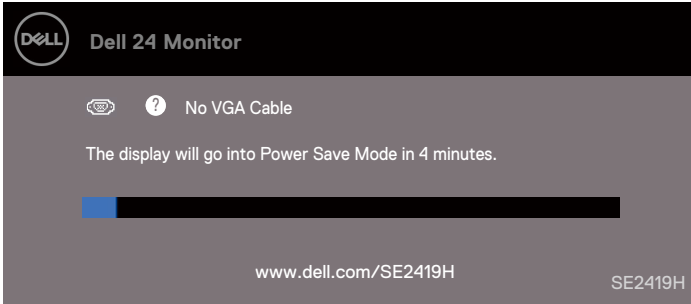 DELL Dell 24 Monitor
? No VGA Cable
The display will go into Power Save Mode in 4 minutes.
www.dell.com/SE2419H
SE2419H